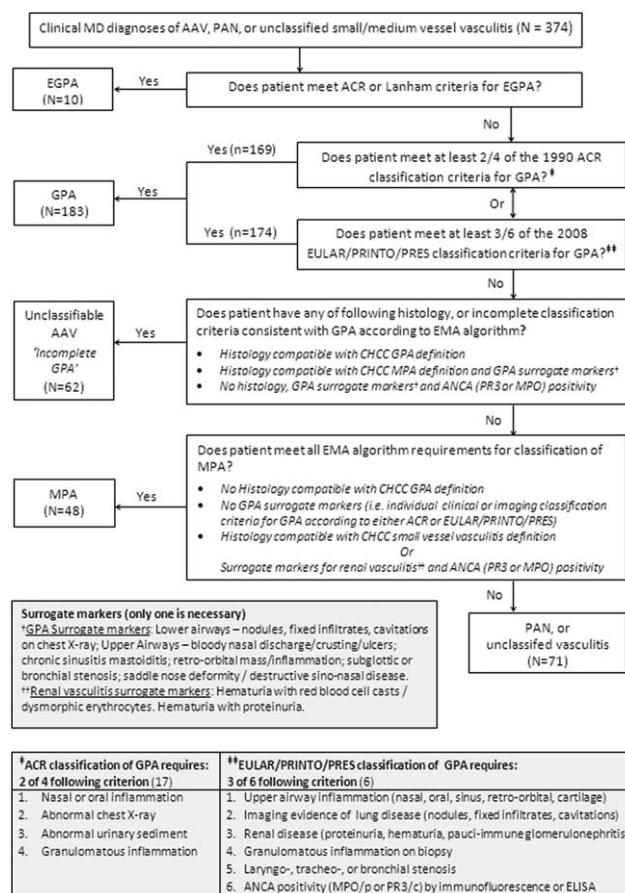 Clinical MD diagnoses of AAV, PAN, or unclassified small/medium vessel vasculitis (N = 374)
EGPA
(N=10)
Yes
Does patient meet ACR or Lanham criteria for EGPA?
No
Yes (n=169)
Does patient meet at least 2/4 of the 1990 ACR
classification criteria for GPA?ǂ
GPA
(N=183)
Yes
Or
Yes (n=174)
Does patient meet at least 3/6 of the 2008
EULAR/PRINTO/PRES classification criteria for GPA?ǂǂ
No
Unclassifiable
AAV
'Incomplete
GPA'
(N=62)
Yes
Does patient have any of following histology, or incomplete classification
criteria consistent with GPA according to EMA algorithm?
• Histology compatible with CHCC GPA definition
• Histology compatible with CHCC MPA definition and GPA surrogate markers†
• No histology, GPA surrogate markers† and ANCA (PR3 or MPO) positivity
No
MPA
(N=48)
Yes
Does patient meet all EMA algorithm requirements for classification of
MPA?
• No Histology compatible with CHCC GPA definition
• No GPA surrogate markers (i.e. individual clinical or imaging classification
criteria for GPA according to either ACR or EULAR/PRINTO/PRES)
• Histology compatible with CHCC small vessel vasculitis definition
Or
Surrogate markers for renal vasculitis†† and ANCA (PR3 or MPO) positivity
No
PAN, or
unclassifed vasculitis
(N=71)
Surrogate markers (only one is necessary)
†GPA Surrogate markers: Lower airways – nodules, fixed infiltrates, cavitations
on chest X-ray; Upper Airways – bloody nasal discharge/crusting/ulcers;
chronic sinusitis mastoiditis; retro-orbital mass/inflammation; subglottic or
bronchial stenosis; saddle nose deformity / destructive sino-nasal disease.
††Renal vasculitis surrogate markers: Hematuria with red blood cell casts /
dysmorphic erythrocytes. Hematuria with proteinuria.
ǂACR classification of GPA requires:
2 of 4 following criterion (17)
1. Nasal or oral inflammation
2. Abnormal chest X-ray
3. Abnormal urinary sediment
4. Granulomatous inflammation
ǂǂEULAR/PRINTO/PRES classification of GPA requires:
3 of 6 following criterion (6)
1. Upper airway inflammation (nasal, oral, sinus, retro-orbital, cartilage)
2. Imaging evidence of lung disease (nodules, fixed infiltrates, cavitations)
3. Renal disease (proteinuria, hematuria, pauci-immune glomerulonephritis
4. Granulomatous inflammation on biopsy
5. Laryngo-, tracheo-, or bronchial stenosis
6. ANCA positivity (MPO/p or PR3/c) by immunofluorescence or ELISA